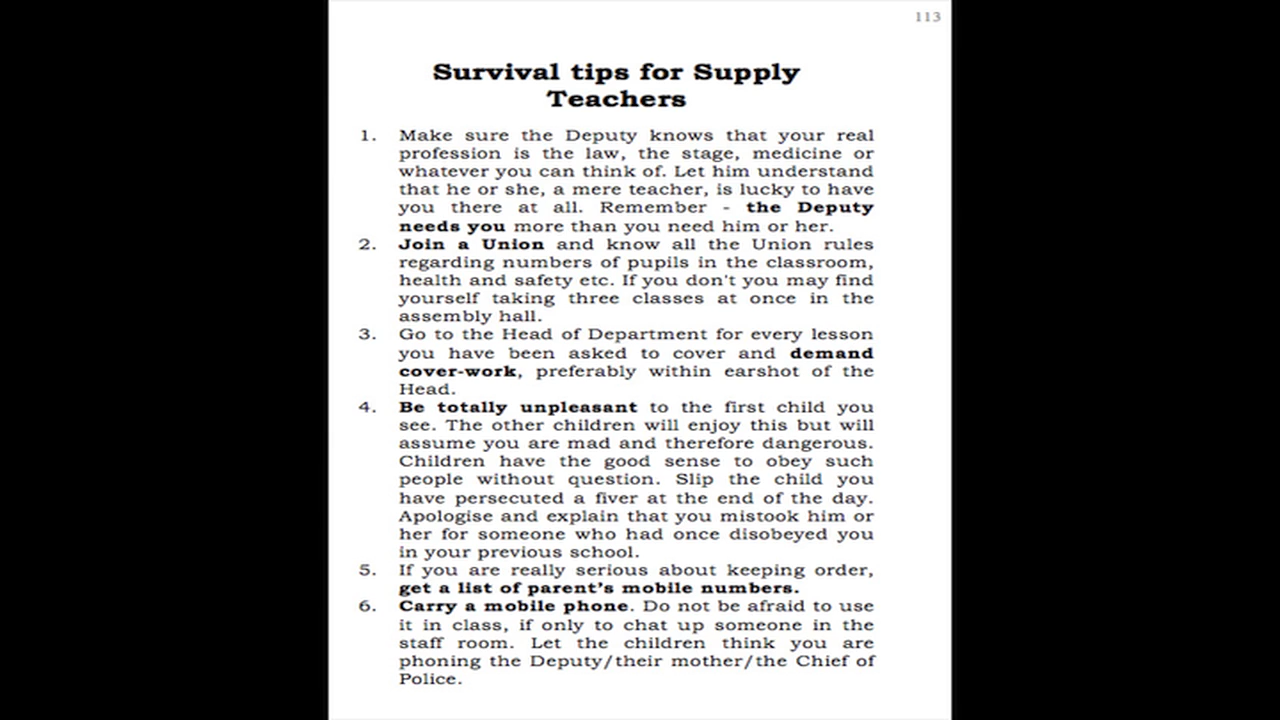 113
Survival tips for Supply
Teachers
1. Make sure the Deputy knows that your real
profession is the law, the stage, medicine or
whatever you can think of. Let him understand
that he or she, a mere teacher, is lucky to have
you there at all. Remember - the Deputy
needs you more than you need him or her.
2. Join a Union and know all the Union rules
regarding numbers of pupils in the classroom,
health and safety etc. If you don't you may find
yourself taking three classes at once in the
assembly hall.
3. Go to the Head of Department for every lesson
you have been asked to cover and demand
cover-work, preferably within earshot of the
Head.
4. Be totally unpleasant to the first child you
see. The other children will enjoy this but will
assume you are mad and therefore dangerous.
Children have the good sense to obey such
people without question. Slip the child you
have persecuted a fiver at the end of the day.
Apologise and explain that you mistook him or
her for someone who had once disobeyed you
in your previous school.
5. If you are really serious about keeping order,
get a list of parent’s mobile numbers.
6. Carry a mobile phone. Do not be afraid to use
it in class, if only to chat up someone in the
staff room. Let the children think you are
phoning the Deputy/their mother/the Chief of
Police.